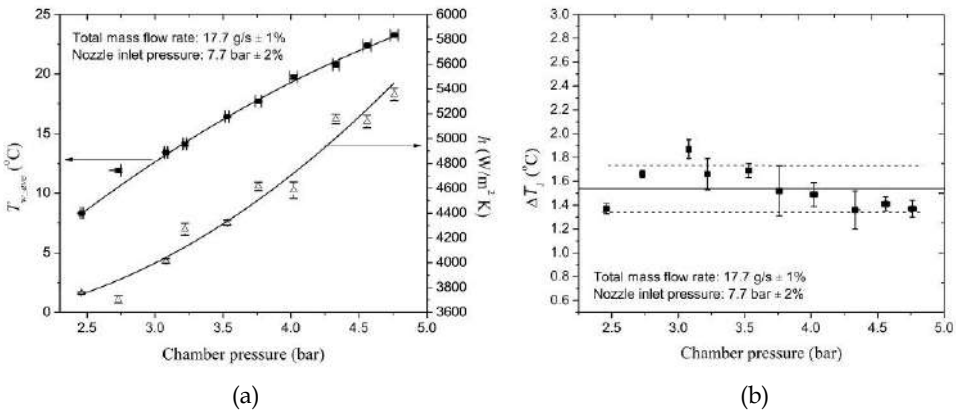 Total mass flow rate: 17.7 g/s ± 1%
Nozzle inlet pressure: 7.7 bar ± 2%
25
20
15
10
5
0
T_w_ave (°C)
6000
5800
5600
5400
5200
5000
4800
4600
4400
4200
4000
3800
3600
h (W/m² K)
2.5 3.0 3.5 4.0 4.5 5.0
Chamber pressure (bar)
(a)
3.0
2.8
2.6
2.4
2.2
2.0
1.8
1.6
1.4
1.2
1.0
0.8
0.6
ΔT_j (°C)
Total mass flow rate: 17.7 g/s ± 1%
Nozzle inlet pressure: 7.7 bar ± 2%
2.5 3.0 3.5 4.0 4.5 5.0
Chamber pressure (bar)
(b)